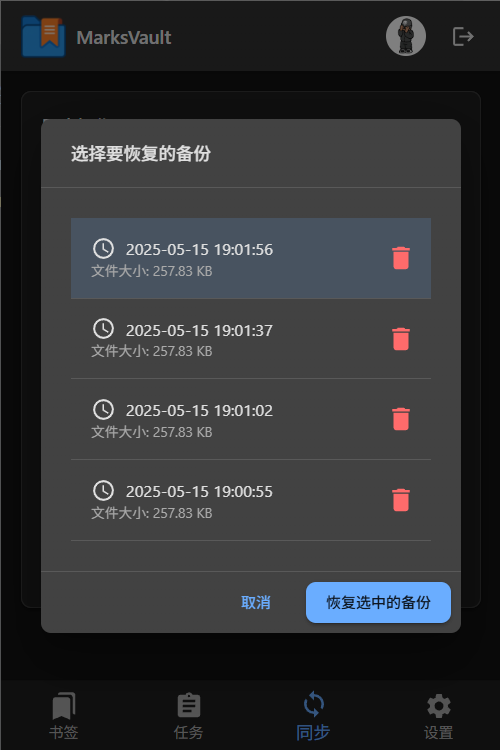 MarksVault
选择要恢复的备份
2025-05-15 19:01:56
文件大小: 257.83 KB
2025-05-15 19:01:37
文件大小: 257.83 KB
2025-05-15 19:01:02
文件大小: 257.83 KB
2025-05-15 19:00:55
文件大小: 257.83 KB
取消
恢复选中的备份
书签
任务
同步
设置